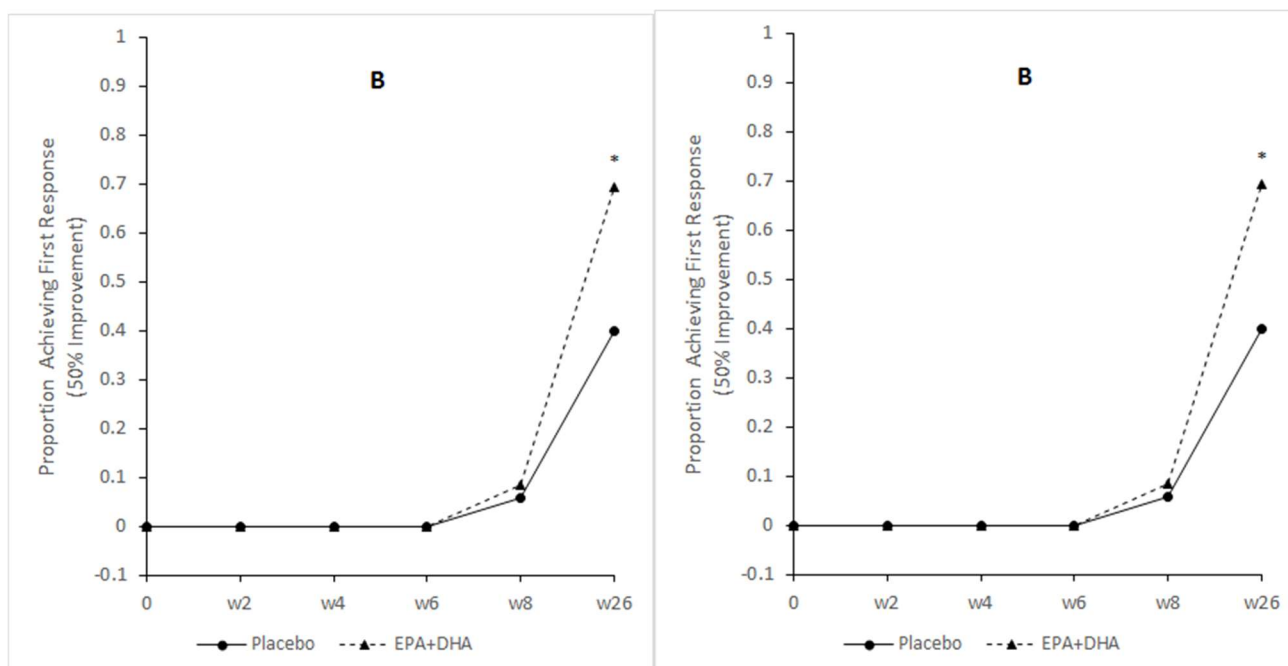 B
Proportion Achieving First Response
(50% Improvement)
1
0.9
0.8
0.7
0.6
0.5
0.4
0.3
0.2
0.1
0
-0.1
*
0 w2 w4 w6 w8 w26
Placebo EPA+DHA
B
Proportion Achieving First Response
(50% Improvement)
1
0.9
0.8
0.7
0.6
0.5
0.4
0.3
0.2
0.1
0
-0.1
*
0 w2 w4 w6 w8 w26
Placebo EPA+DHA